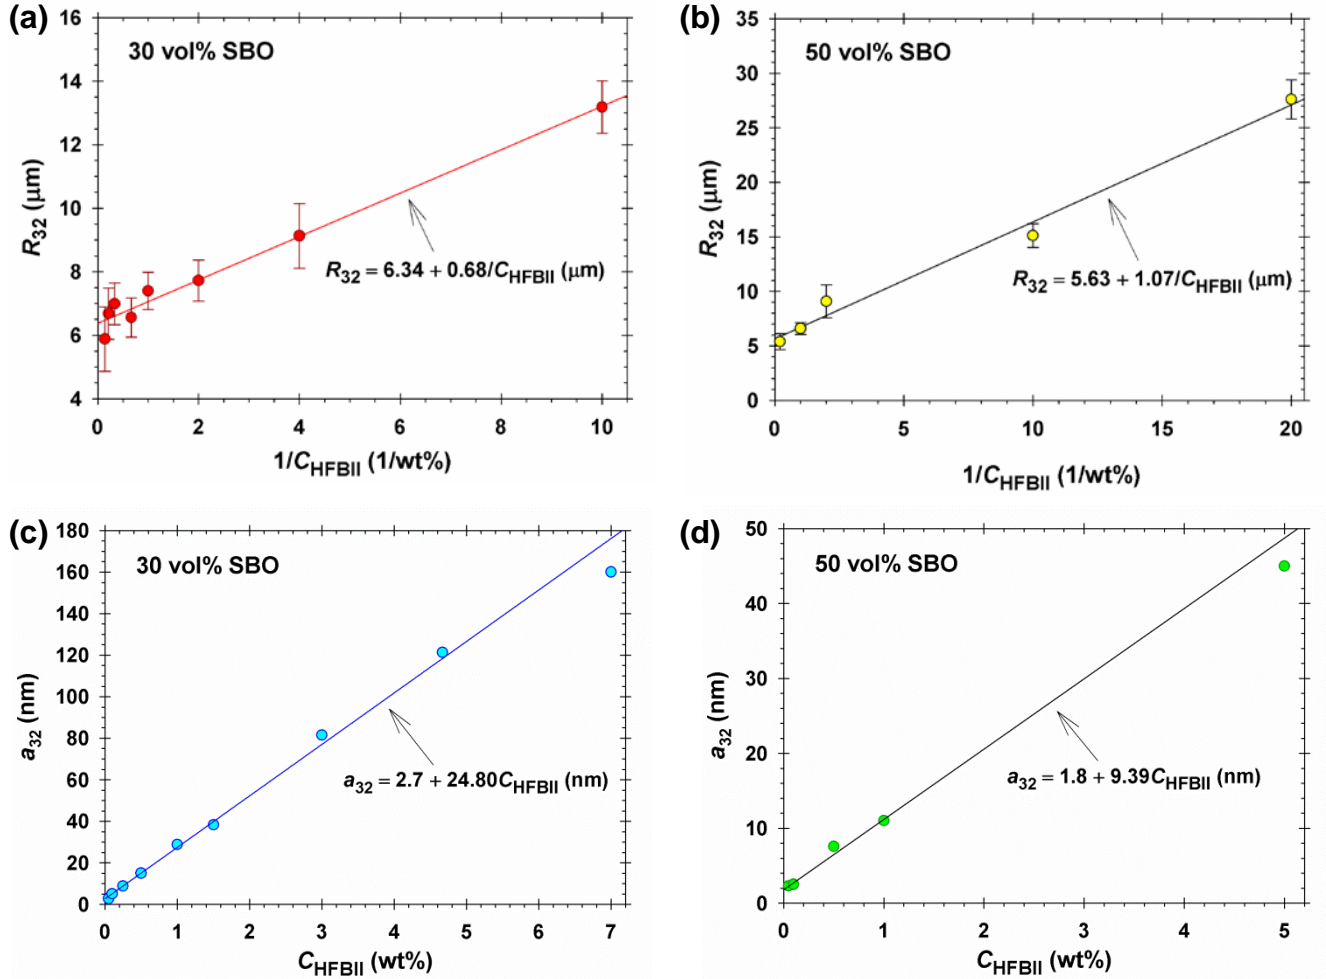 (a)
30 vol% SBO
16
14
12
10
8
6
4
R32 (μm)
R32 = 6.34 + 0.68/CHFBII (μm)
0 2 4 6 8 10
1/CHFBII (1/wt%)
(b)
50 vol% SBO
35
30
25
20
15
10
5
0
R32 (μm)
R32 = 5.63 + 1.07/CHFBII (μm)
0 5 10 15 20
1/CHFBII (1/wt%)
(c)
30 vol% SBO
180
160
140
120
100
80
60
40
20
0
a32 (nm)
a32 = 2.7 + 24.80CHFBII (nm)
0 1 2 3 4 5 6 7
CHFBII (wt%)
(d)
50 vol% SBO
50
40
30
20
10
0
a32 (nm)
a32 = 1.8 + 9.39CHFBII (nm)
0 1 2 3 4 5
CHFBII (wt%)